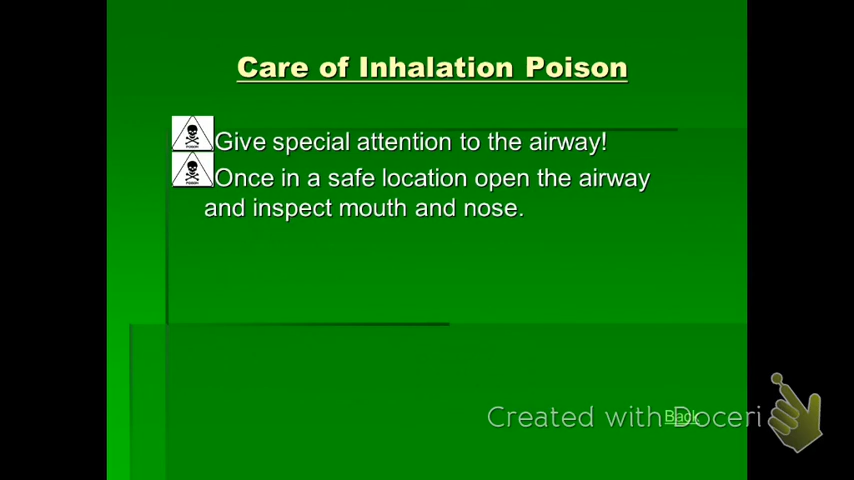 Care of Inhalation Poison
Give special attention to the airway!
Once in a safe location open the airway
and inspect mouth and nose.
Back
Created with Doceri